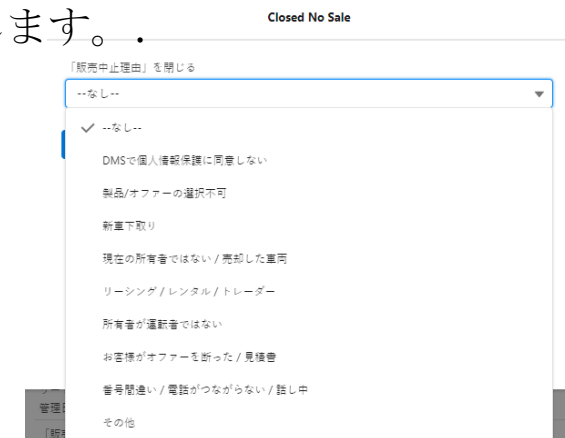 Closed No Sale
します。.
「販売中止理由」を閉じる
--なし--
--なし--
DMSで個人情報保護に同意しない
製品/オファーの選択不可
新車下取り
現在の所有者ではない / 売却した車両
リーシング / レンタル / トレーダー
所有者が運転者ではない
お客様がオファーを断った / 見積書
番号間違い / 電話がつながらない / 話し中
管理
その他
「販